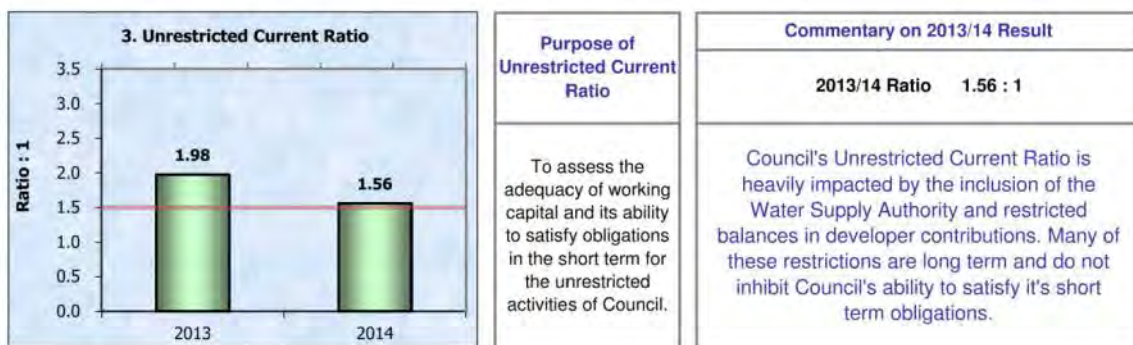 3. Unrestricted Current Ratio
Ratio : 1
3.5
3.0
2.5
2.0
1.5
1.0
0.5
0.0
1.98
1.56
2013
2014
Purpose of
Unrestricted Current
Ratio
To assess the
adequacy of working
capital and its ability
to satisfy obligations
in the short term for
the unrestricted
activities of Council.
Commentary on 2013/14 Result
2013/14 Ratio 1.56 : 1
Council's Unrestricted Current Ratio is
heavily impacted by the inclusion of the
Water Supply Authority and restricted
balances in developer contributions. Many of
these restrictions are long term and do not
inhibit Council's ability to satisfy it's short
term obligations.